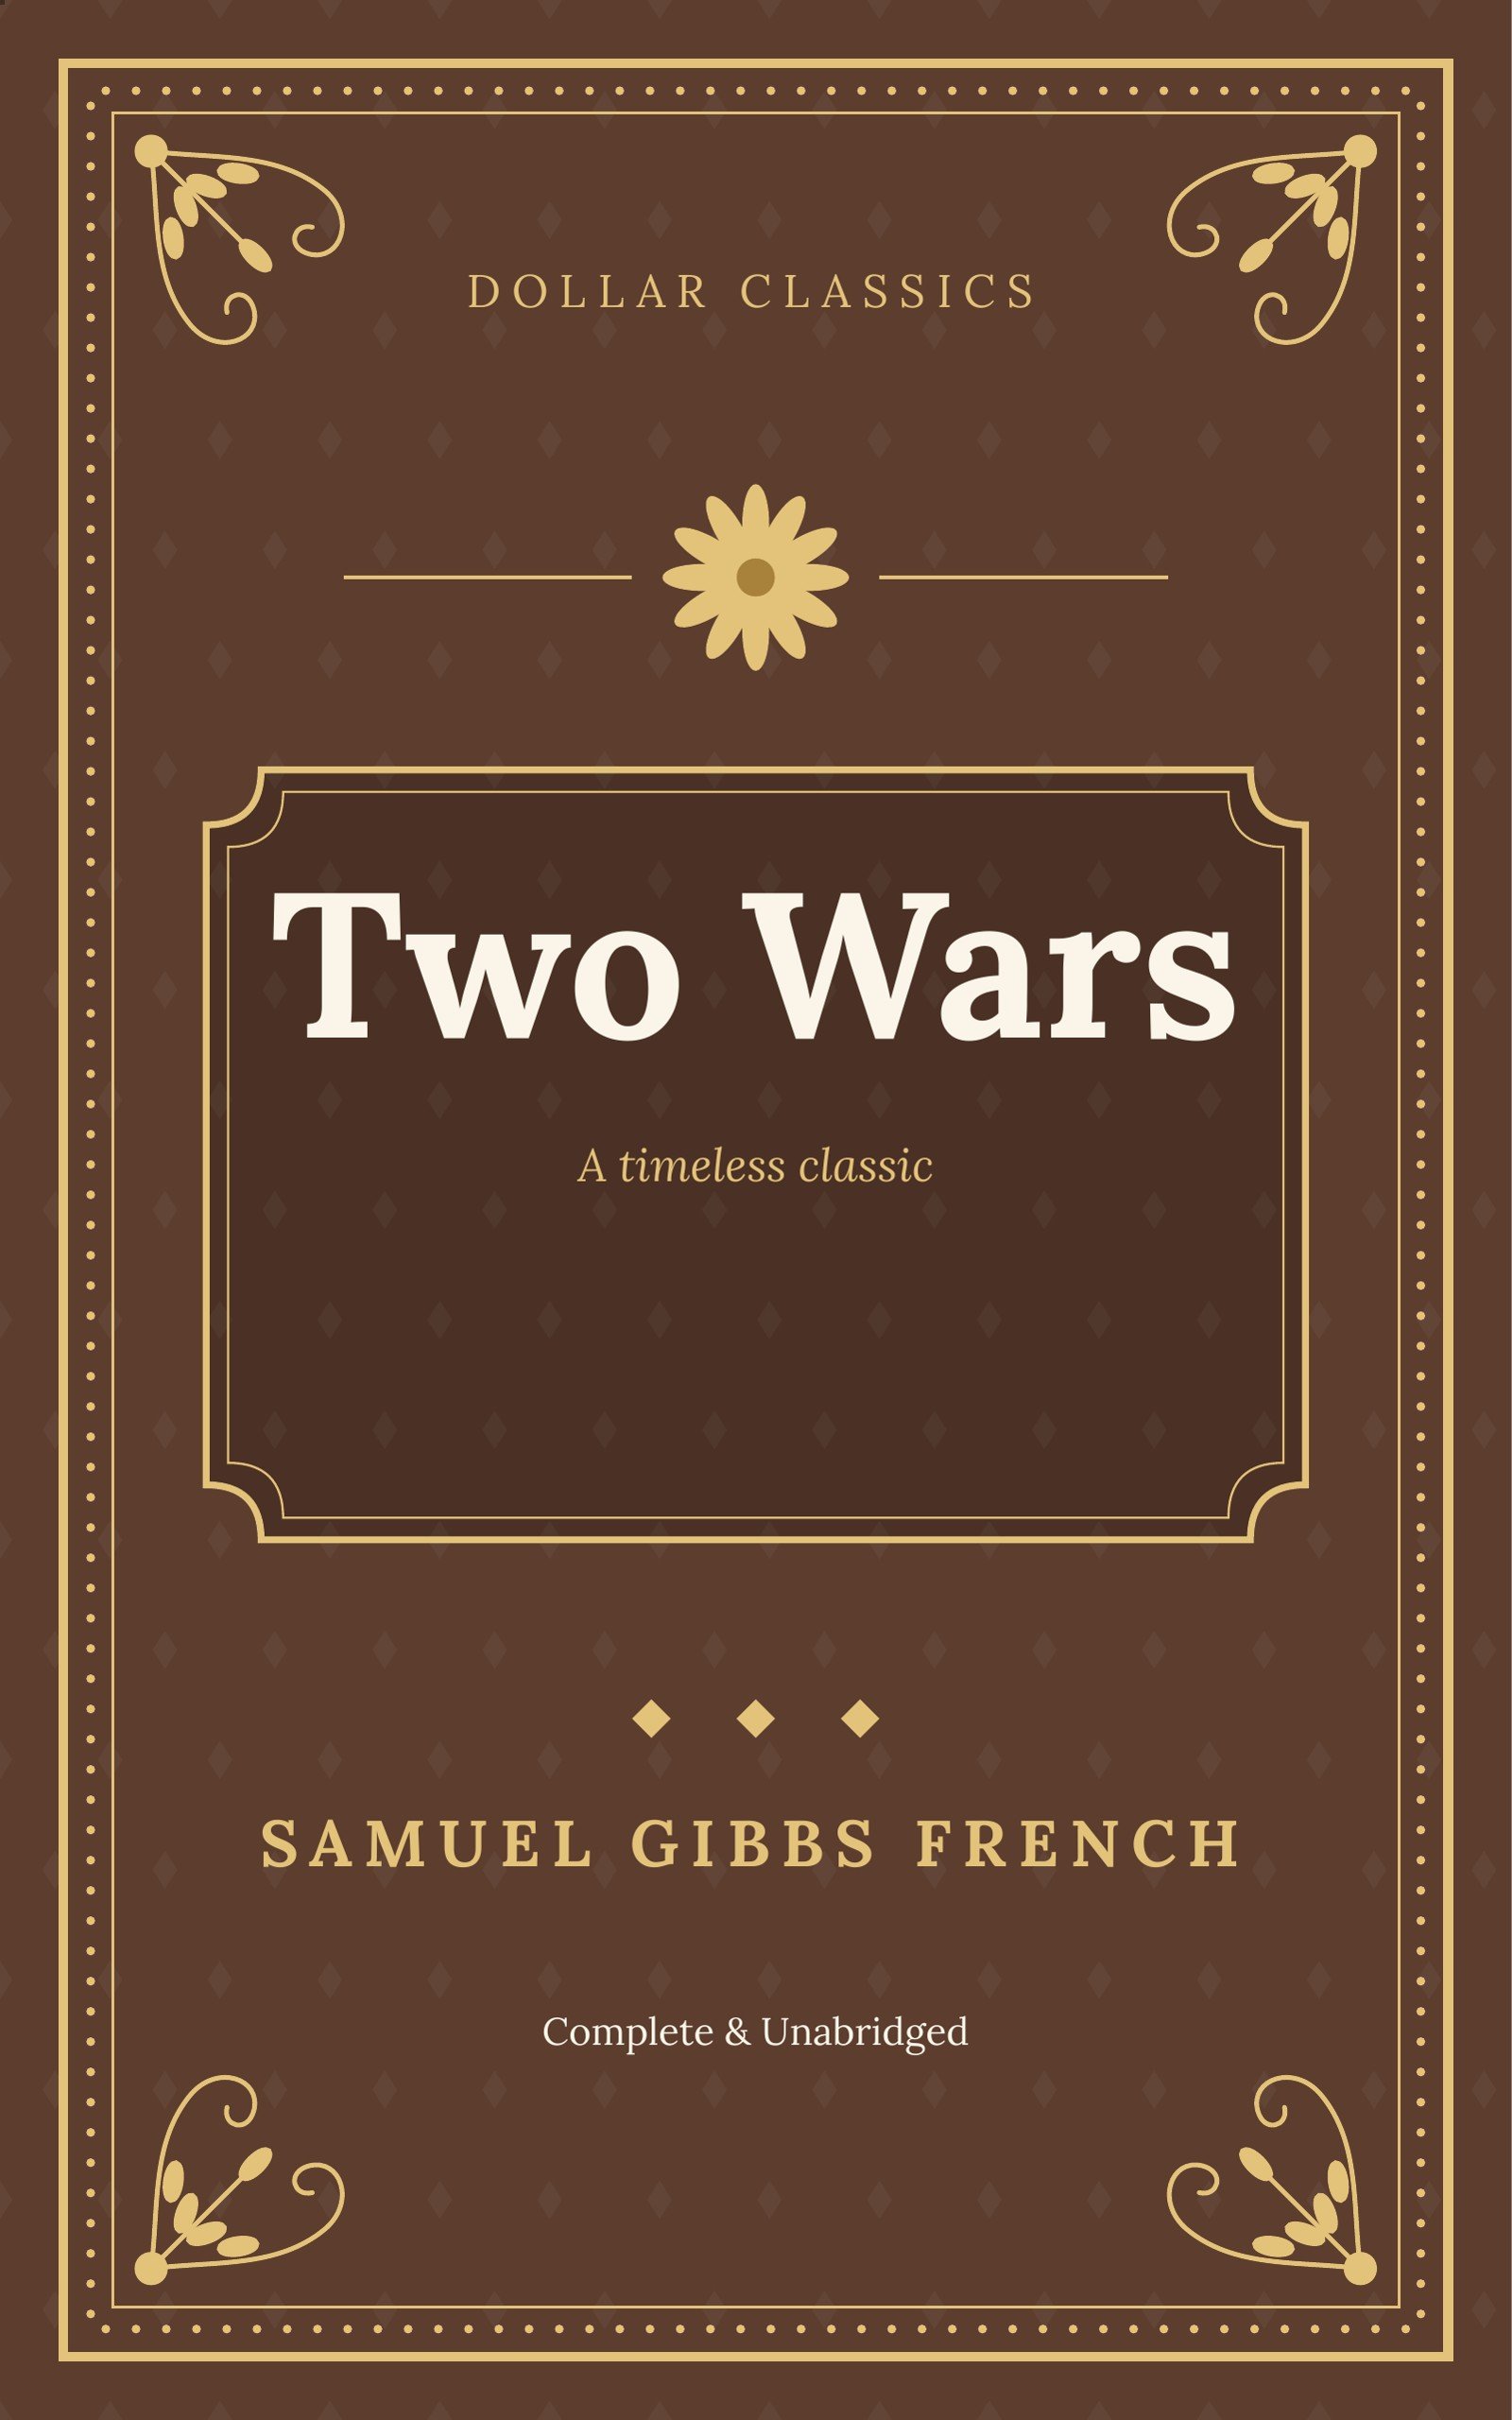 DOLLAR CLASSICS
Two Wars
A timeless classic
SAMUEL GIBBS FRENCH
Complete & Unabridged